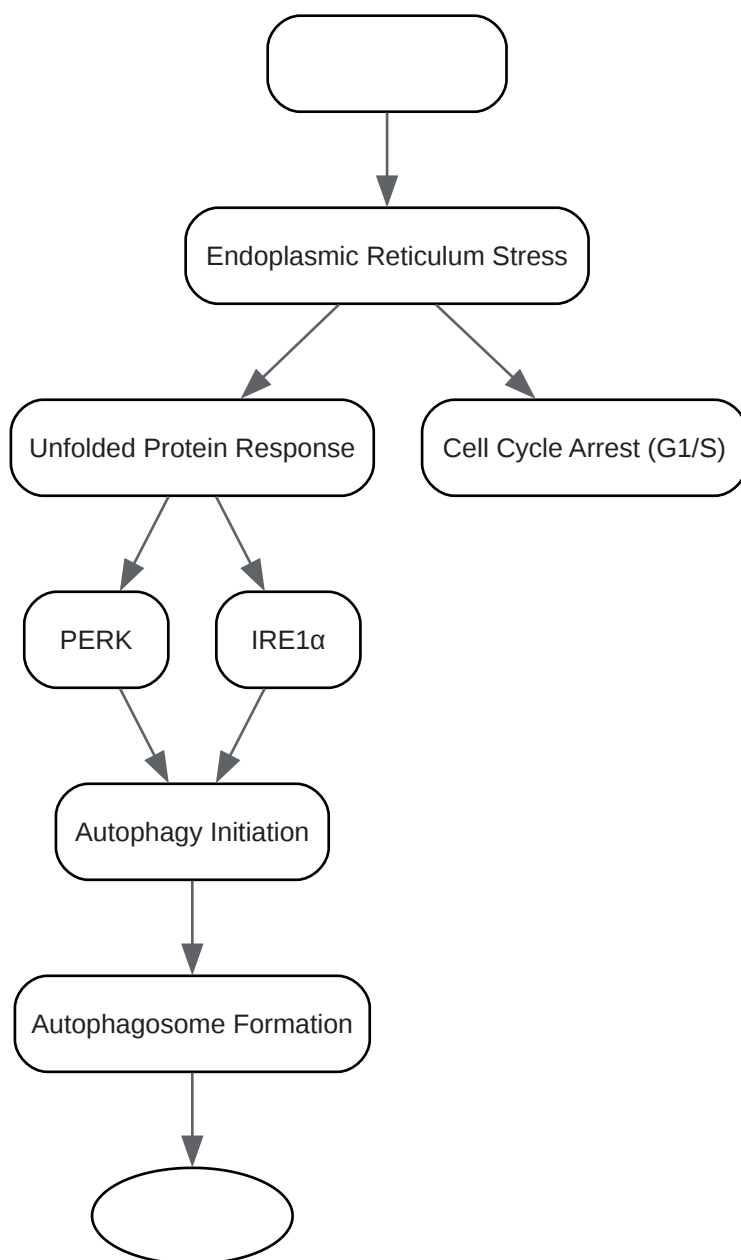 Endoplasmic Reticulum Stress
Unfolded Protein Response
Cell Cycle Arrest (G1/S)
PERK
IRE1α
Autophagy Initiation
Autophagosome Formation